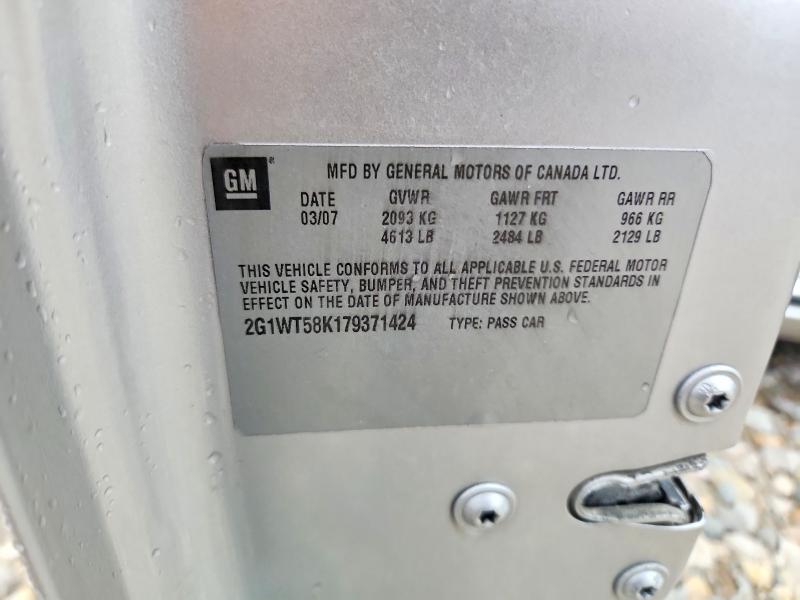 GM
MFD BY GENERAL MOTORS OF CANADA LTD.
DATE GVWR GAWR FRT GAWR RR
03/07 2093 KG 1127 KG 966 KG
4613 LB 2484 LB 2129 LB
THIS VEHICLE CONFORMS TO ALL APPLICABLE U.S. FEDERAL MOTOR
VEHICLE SAFETY, BUMPER, AND THEFT PREVENTION STANDARDS IN
EFFECT ON THE DATE OF MANUFACTURE SHOWN ABOVE.
2G1WT58K179371424 TYPE: PASS CAR